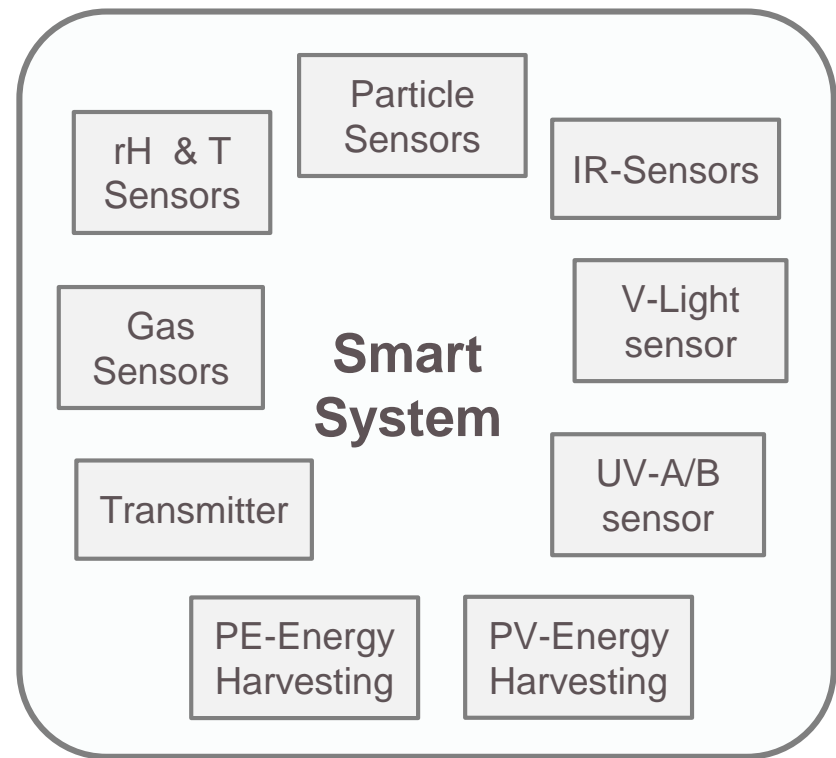 Particle
Sensors
rH & T
Sensors
IR-Sensors
V-Light
sensor
Gas
Sensors
Smart
System
UV-A/B
sensor
Transmitter
PE-Energy
Harvesting
PV-Energy
Harvesting